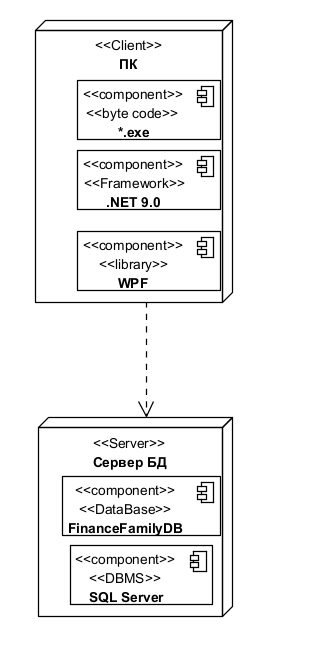 <<Client>>
ПК
<<component>>
<<byte code>>
*.exe
<<component>>
<<Framework>>
.NET 9.0
<<component>>
<<library>>
WPF
<<Server>>
Сервер БД
<<component>>
<<DataBase>>
FinanceFamilyDB
<<component>>
<<DBMS>>
SQL Server